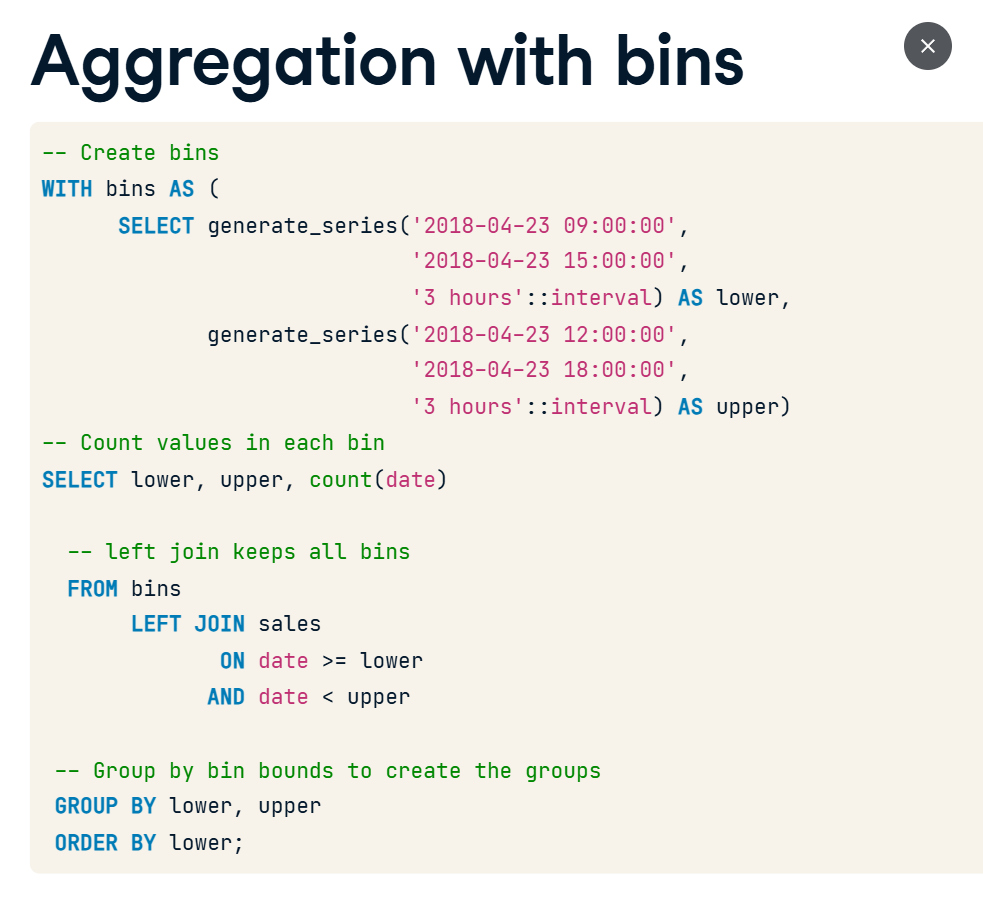 Aggregation with bins
-- Create bins
WITH bins AS (
      SELECT generate_series('2018-04-23 09:00:00',
                             '2018-04-23 15:00:00',
                             '3 hours'::interval) AS lower,
             generate_series('2018-04-23 12:00:00',
                             '2018-04-23 18:00:00',
                             '3 hours'::interval) AS upper)
-- Count values in each bin
SELECT lower, upper, count(date)
  -- left join keeps all bins
  FROM bins
       LEFT JOIN sales
              ON date >= lower
             AND date < upper
 -- Group by bin bounds to create the groups
 GROUP BY lower, upper
 ORDER BY lower;